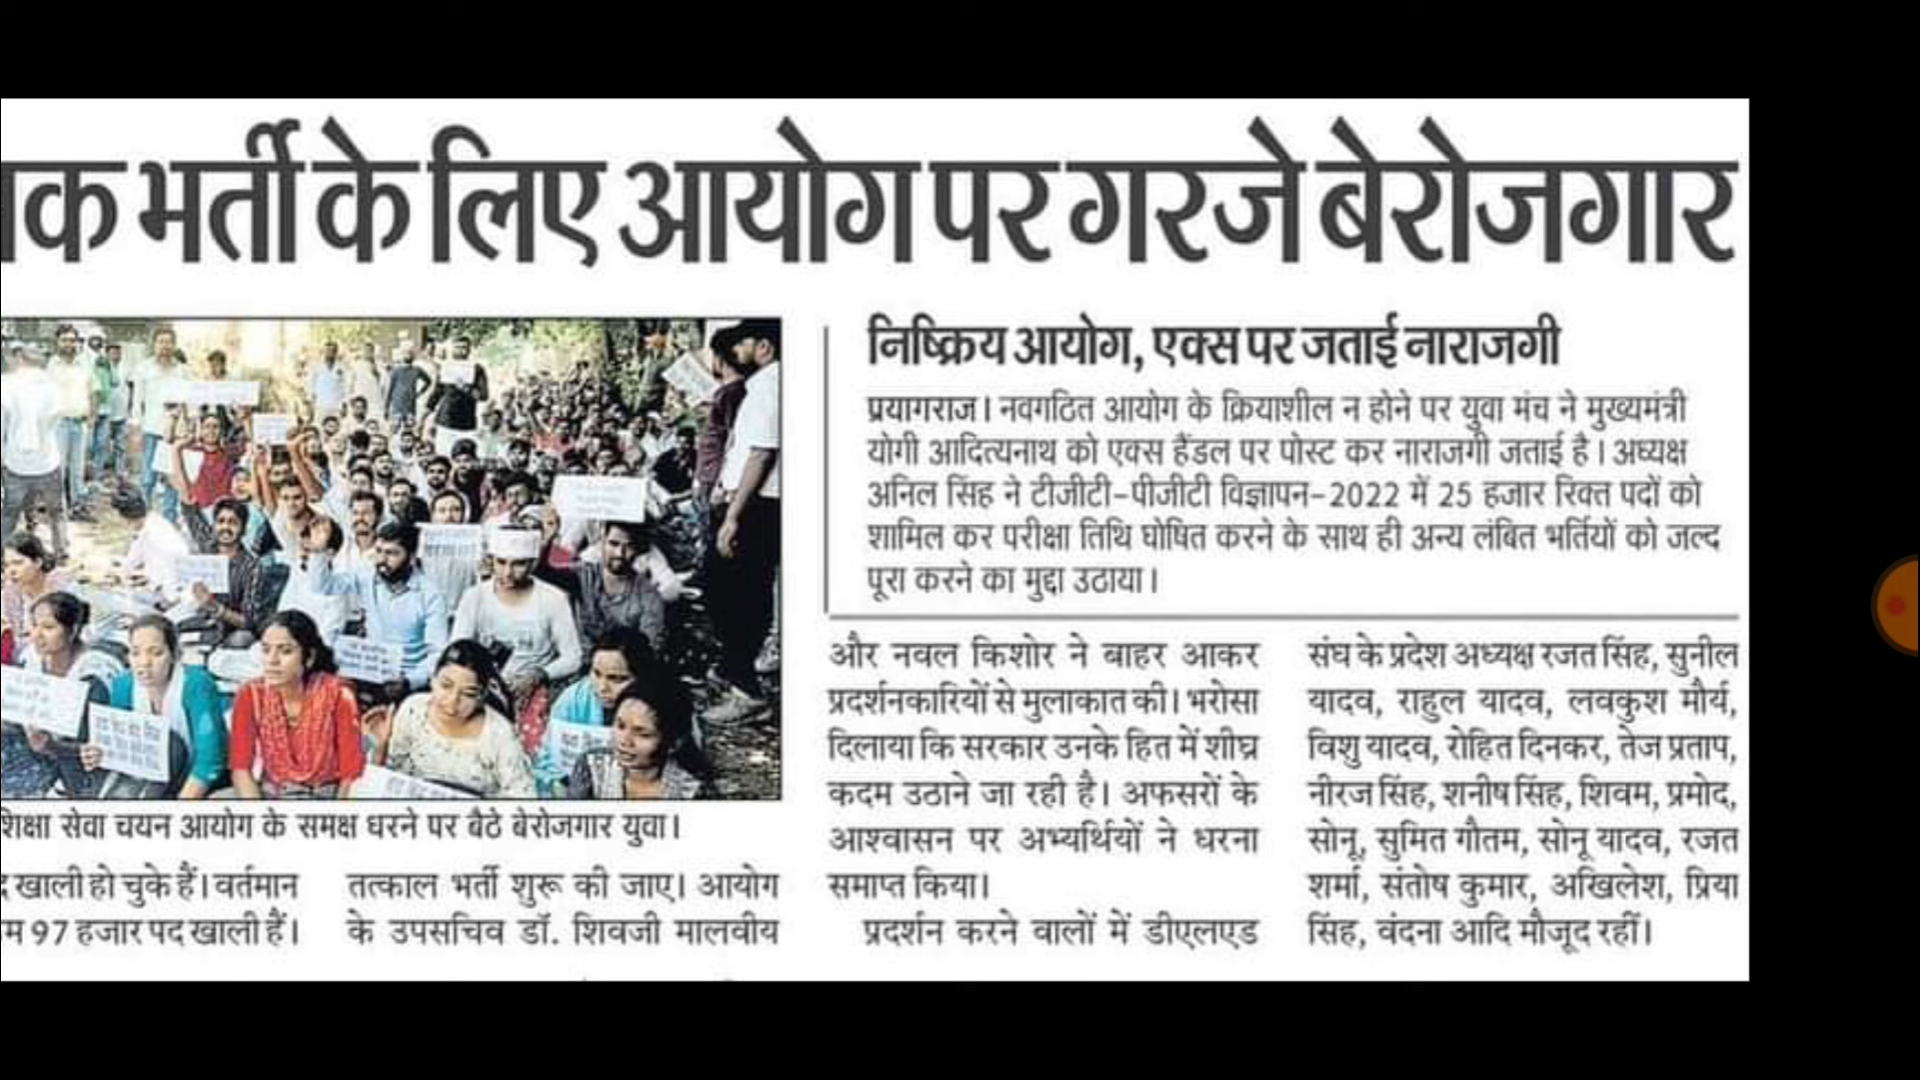 क भर्ती के लिए आयोग पर गरजे बेरोजगार
शिक्षा सेवा चयन आयोग के समक्ष धरने पर बैठे बेरोजगार युवा।
खाली हो चुके हैं। वर्तमान
97 हजार पद खाली हैं।
तत्काल भर्ती शुरू की जाए। आयोग
के उपसचिव डॉ. शिवजी मालवीय
निष्क्रिय आयोग, एक्स पर जताई नाराजगी
प्रयागराज। नवगठित आयोग के क्रियाशील न होने पर युवा मंच ने मुख्यमंत्री
योगी आदित्यनाथ को एक्स हैंडल पर पोस्ट कर नाराजगी जताई है। अध्यक्ष
अनिल सिंह ने टीजीटी-पीजीटी विज्ञापन-2022 में 25 हजार रिक्त पदों को
शामिल कर परीक्षा तिथि घोषित करने के साथ ही अन्य लंबित भर्तियों को जल्द
पूरा करने का मुद्दा उठाया।
और नवल किशोर ने बाहर आकर
प्रदर्शनकारियों से मुलाकात की। भरोसा
दिलाया कि सरकार उनके हित में शीघ्र
कदम उठाने जा रही है। अफसरों के
आश्वासन पर अभ्यर्थियों ने धरना
समाप्त किया।
प्रदर्शन करने वालों में डीएलएड
संघ के प्रदेश अध्यक्ष रजत सिंह, सुनील
यादव, राहुल यादव, लवकुश मौर्य,
विशु यादव, रोहित दिनकर, तेज प्रताप,
नीरज सिंह, शनीष सिंह, शिवम, प्रमोद,
सोनू, सुमित गौतम, सोनू यादव, रजत
शर्मा, संतोष कुमार, अखिलेश, प्रिया
सिंह, वंदना आदि मौजूद रहीं।